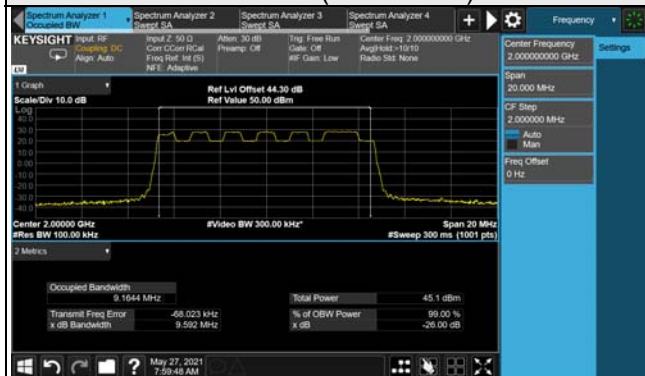 Spectrum Analyzer 1
Occupied BW
Spectrum Analyzer 2
Swept SA
Spectrum Analyzer 3
Swept SA
Spectrum Analyzer 4
Swept SA
+
Frequency
KEYSIGHT
Input: RF
Coupling: DC
Align: Auto
Input Z: 50 Ω
Corr CCorr RCal
Freq Ref: Int (S)
NFE: Adaptive
Atten: 30 dB
Preamp: Off
Trig: Free Run
Gate: Off
#IF Gain: Low
Center Freq: 2.000000000 GHz
Avg|Hold:>10/10
Radio Std: None
Center Frequency
2.000000000 GHz
Settings
Span
20.000 MHz
CF Step
2.000000 MHz
Auto
Man
Freq Offset
0 Hz
1 Graph
Scale/Div 10.0 dB
Ref Lvl Offset 44.30 dB
Ref Value 50.00 dBm
Log
40.0
30.0
20.0
10.0
0.00
-10.0
-20.0
-30.0
-40.0
Center 2.00000 GHz
#Res BW 100.00 kHz
#Video BW 300.00 kHz*
Span 20 MHz
#Sweep 300 ms (1001 pts)
2 Metrics
Occupied Bandwidth
9.1644 MHz
Total Power 45.1 dBm
Transmit Freq Error -68.023 kHz
% of OBW Power 99.00 %
x dB Bandwidth 9.592 MHz
x dB -26.00 dB
?
May 27, 2021
7:59:48 AM